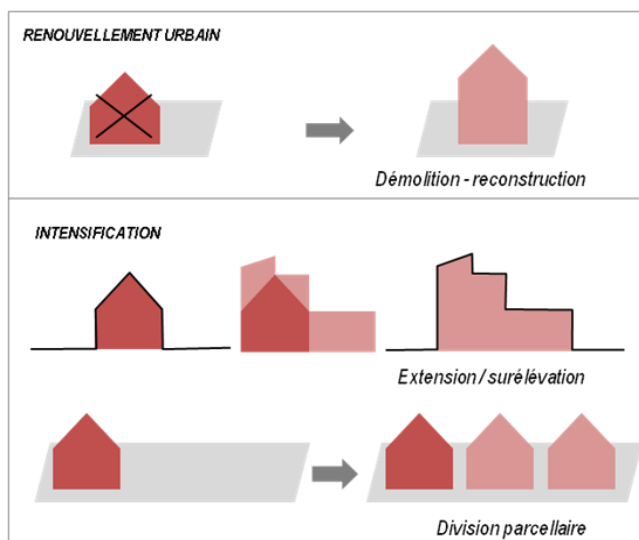 RENOUVELLEMENT URBAIN
Démolition - reconstruction
INTENSIFICATION
Extension / surélévation
Division parcellaire